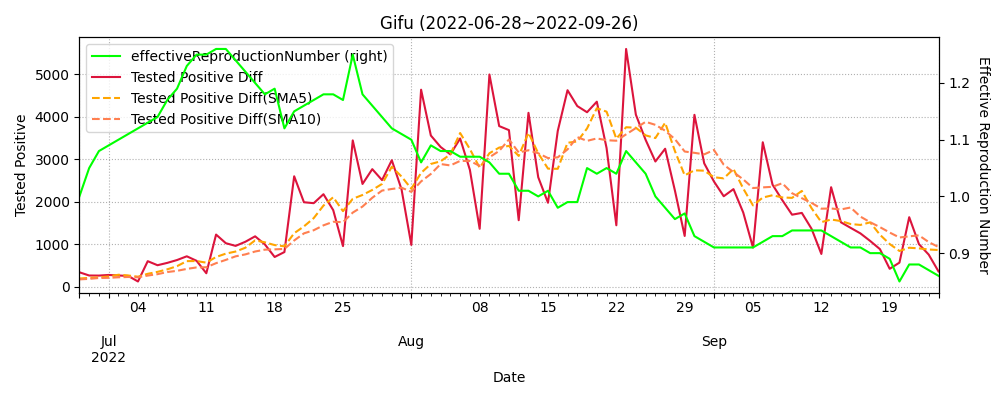 Gifu (2022-06-28~2022-09-26)
effectiveReproductionNumber (right)
Tested Positive Diff
Tested Positive Diff(SMA5)
Tested Positive Diff(SMA10)
Tested Positive
5000
4000
3000
2000
1000
0
Effective Reproduction Number
1.2
1.1
1.0
0.9
04 11 18 25 08 15 22 29 05 12 19
Jul Aug Sep
2022
Date